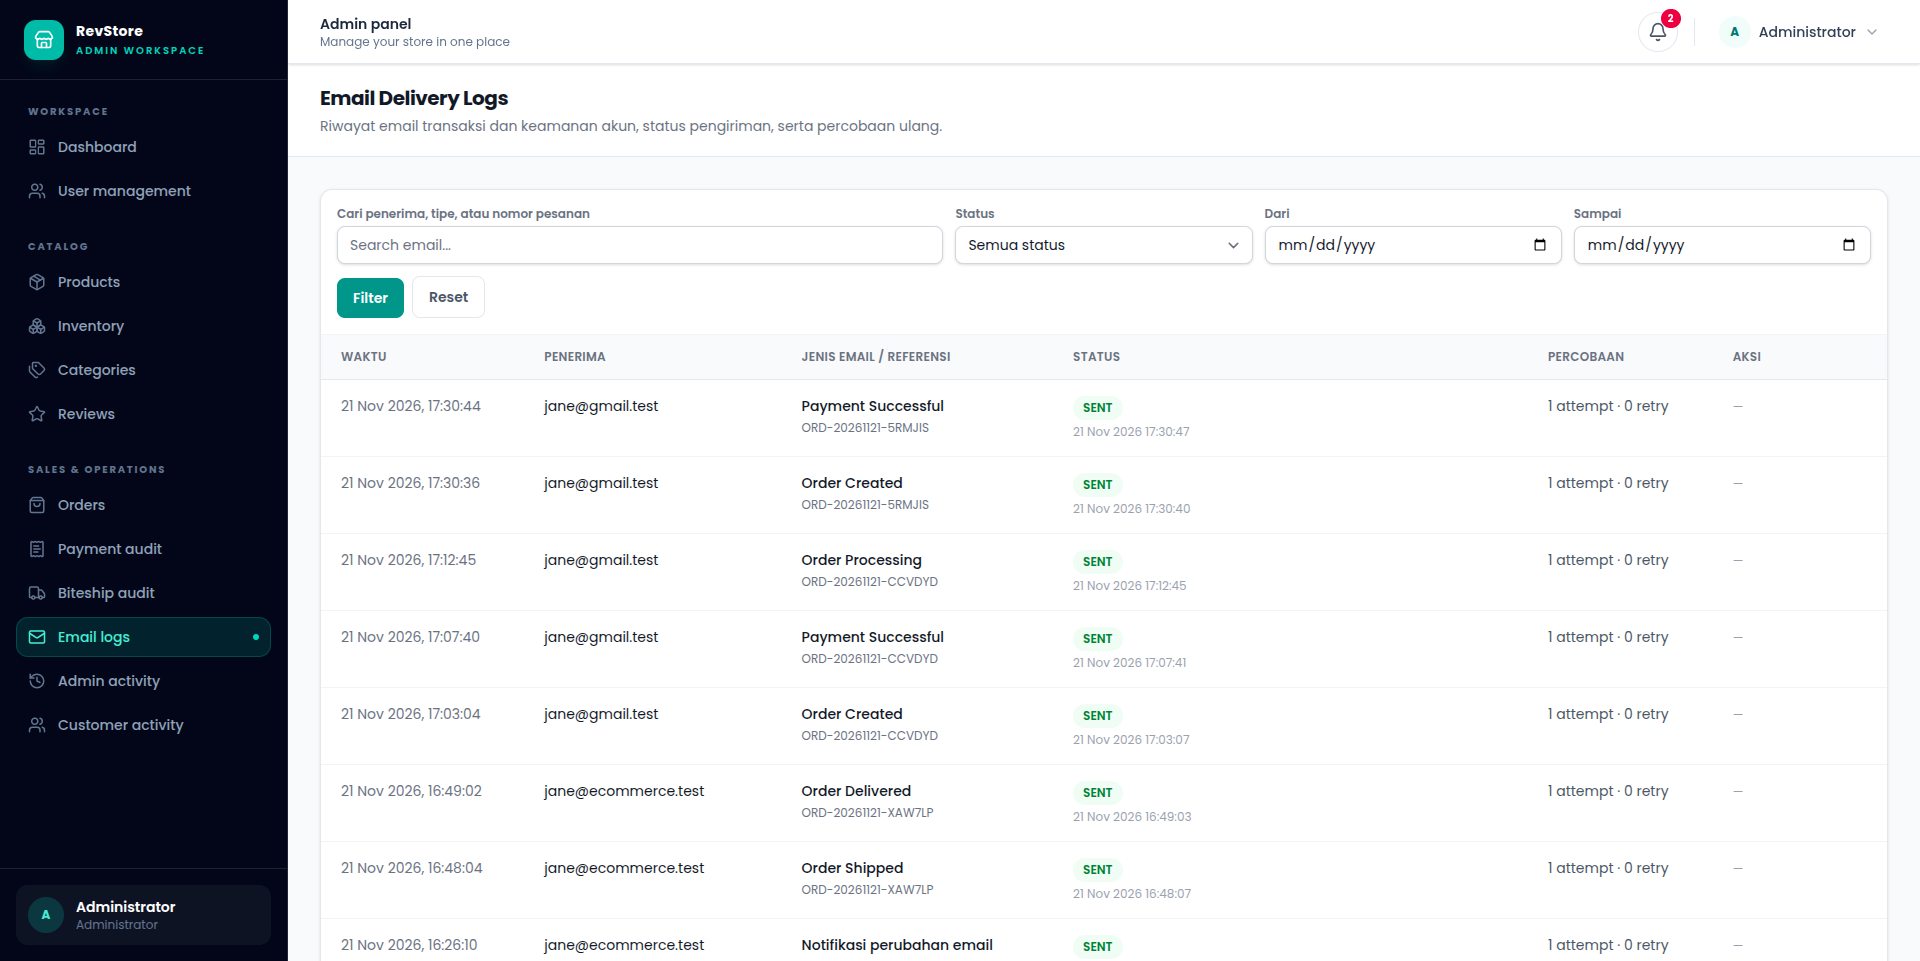 RevStore
ADMIN WORKSPACE
WORKSPACE
Dashboard
User management
CATALOG
Products
Inventory
Categories
Reviews
SALES & OPERATIONS
Orders
Payment audit
Biteship audit
Email logs
Admin activity
Customer activity
A
Administrator
Administrator
Admin panel
Manage your store in one place
2
A Administrator
Email Delivery Logs
Riwayat email transaksi dan keamanan akun, status pengiriman, serta percobaan ulang.
Cari penerima, tipe, atau nomor pesanan Status Dari Sampai
Search email... Semua status mm/dd/yyyy mm/dd/yyyy
Filter Reset
WAKTU PENERIMA JENIS EMAIL / REFERENSI STATUS PERCOBAAN AKSI
21 Nov 2026, 17:30:44 jane@gmail.test Payment Successful SENT 1 attempt · 0 retry —
ORD-20261121-5RMJIS 21 Nov 2026 17:30:47
21 Nov 2026, 17:30:36 jane@gmail.test Order Created SENT 1 attempt · 0 retry —
ORD-20261121-5RMJIS 21 Nov 2026 17:30:40
21 Nov 2026, 17:12:45 jane@gmail.test Order Processing SENT 1 attempt · 0 retry —
ORD-20261121-CCVDYD 21 Nov 2026 17:12:45
21 Nov 2026, 17:07:40 jane@gmail.test Payment Successful SENT 1 attempt · 0 retry —
ORD-20261121-CCVDYD 21 Nov 2026 17:07:41
21 Nov 2026, 17:03:04 jane@gmail.test Order Created SENT 1 attempt · 0 retry —
ORD-20261121-CCVDYD 21 Nov 2026 17:03:07
21 Nov 2026, 16:49:02 jane@ecommerce.test Order Delivered SENT 1 attempt · 0 retry —
ORD-20261121-XAW7LP 21 Nov 2026 16:49:03
21 Nov 2026, 16:48:04 jane@ecommerce.test Order Shipped SENT 1 attempt · 0 retry —
ORD-20261121-XAW7LP 21 Nov 2026 16:48:07
21 Nov 2026, 16:26:10 jane@ecommerce.test Notifikasi perubahan email SENT 1 attempt · 0 retry —